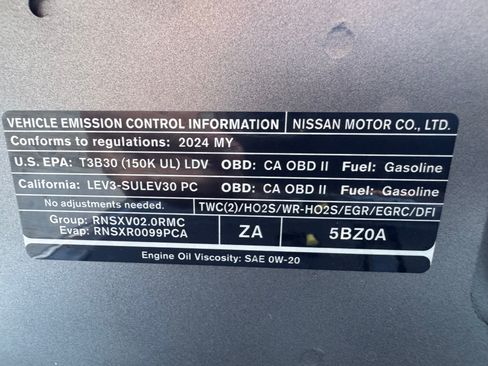 VEHICLE EMISSION CONTROL INFORMATION NISSAN MOTOR CO., LTD.
Conforms to regulations: 2024 MY
U.S. EPA: T3B30 (150K UL) LDV OBD: CA OBD II Fuel: Gasoline
California: LEV3-SULEV30 PC OBD: CA OBD II Fuel: Gasoline
No adjustments needed. TWC(2)/HO2S/WR-HO2S/EGR/EGRC/DFI
Group: RNSXV02.0RMC
Evap: RNSXR0099PCA
ZA 5BZ0A
Engine Oil Viscosity: SAE 0W-20